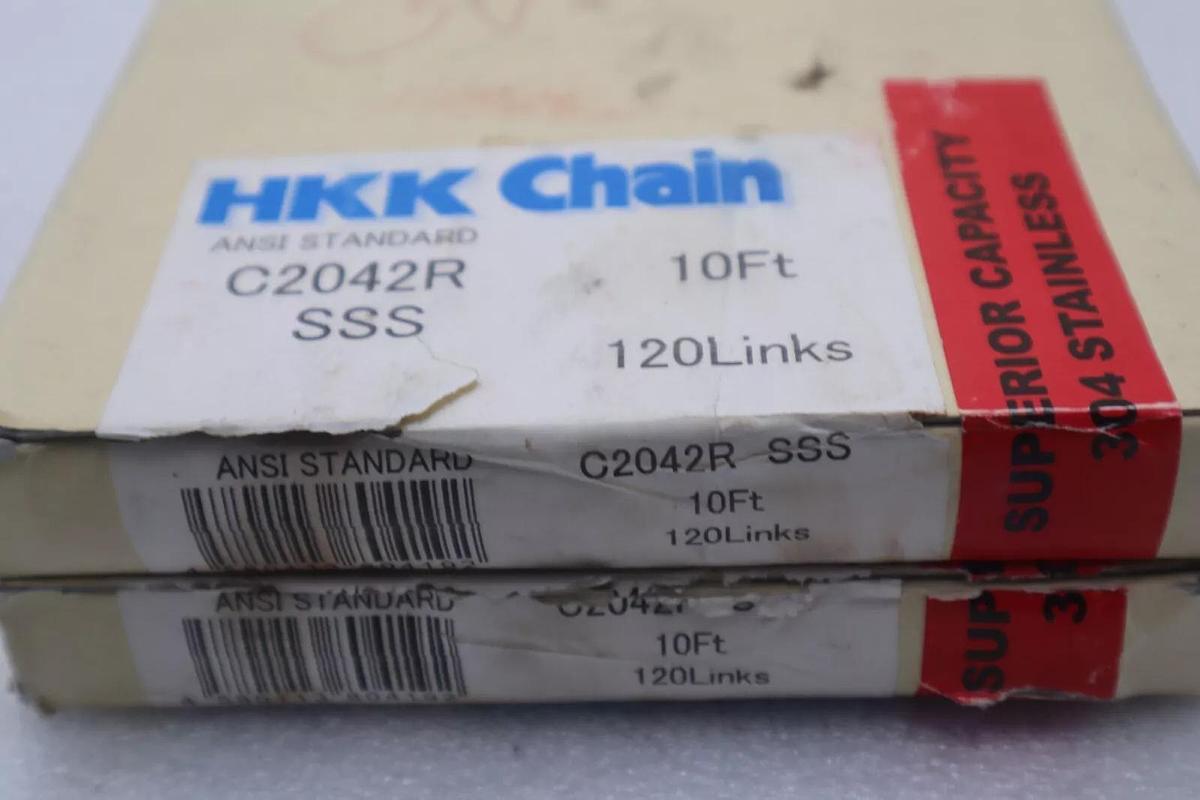 HKK Chain
ANSI STANDARD
C2042R
SSS
10Ft
120Links
SUPERIOR CAPACITY
304 STAINLESS
ANSI STANDARD
C2042R SSS
10Ft
120Links
ANSI STANDARD
10Ft
120Links